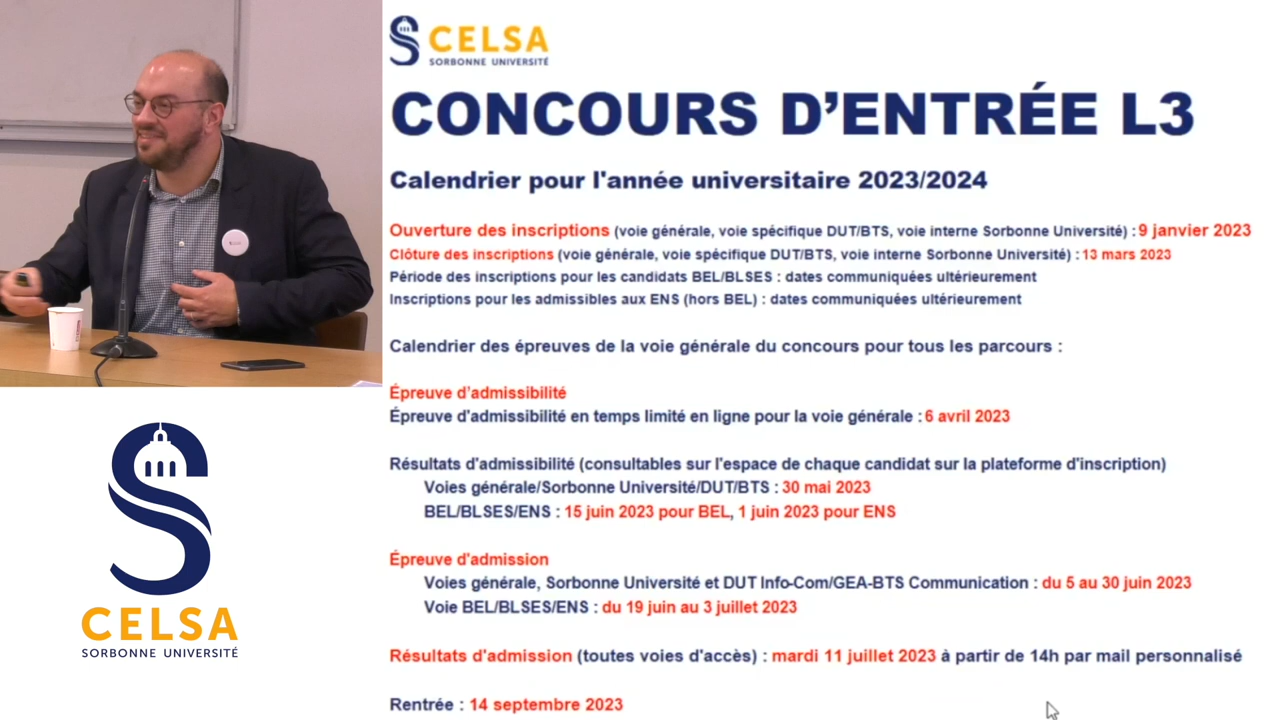 CELSA
SORBONNE UNIVERSITÉ
CONCOURS D’ENTRÉE L3
Calendrier pour l'année universitaire 2023/2024
Ouverture des inscriptions (voie générale, voie spécifique DUT/BTS, voie interne Sorbonne Université) : 9 janvier 2023
Clôture des inscriptions (voie générale, voie spécifique DUT/BTS, voie interne Sorbonne Université) : 13 mars 2023
Période des inscriptions pour les candidats BEL/BLSES : dates communiquées ultérieurement
Inscriptions pour les admissibles aux ENS (hors BEL) : dates communiquées ultérieurement
Calendrier des épreuves de la voie générale du concours pour tous les parcours :
Épreuve d’admissibilité
Épreuve d'admissibilité en temps limité en ligne pour la voie générale : 6 avril 2023
Résultats d'admissibilité (consultables sur l'espace de chaque candidat sur la plateforme d'inscription)
Voies générale/Sorbonne Université/DUT/BTS : 30 mai 2023
BEL/BLSES/ENS : 15 juin 2023 pour BEL, 1 juin 2023 pour ENS
Épreuve d'admission
Voies générale, Sorbonne Université et DUT Info-Com/GEA-BTS Communication : du 5 au 30 juin 2023
Voie BEL/BLSES/ENS : du 19 juin au 3 juillet 2023
Résultats d'admission (toutes voies d'accès) : mardi 11 juillet 2023 à partir de 14h par mail personnalisé
Rentrée : 14 septembre 2023
CELSA
SORBONNE UNIVERSITÉ